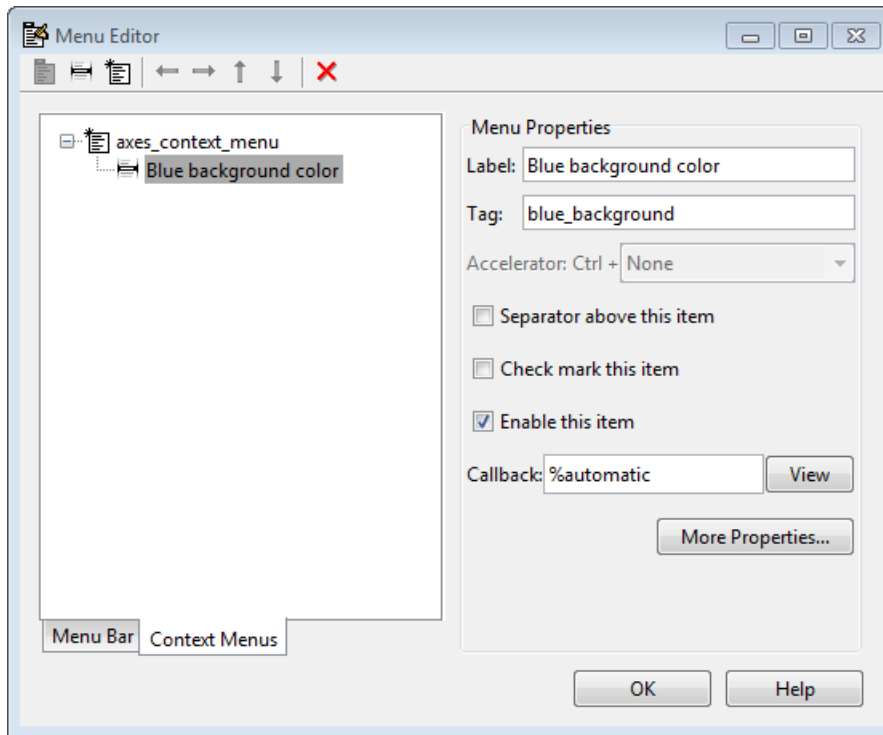 Menu Editor
axes_context_menu
Blue background color
Menu Properties
Label: Blue background color
Tag: blue_background
Accelerator: Ctrl + None
Separator above this item
Check mark this item
Enable this item
Callback: %automatic View
More Properties...
Menu Bar Context Menus
OK Help